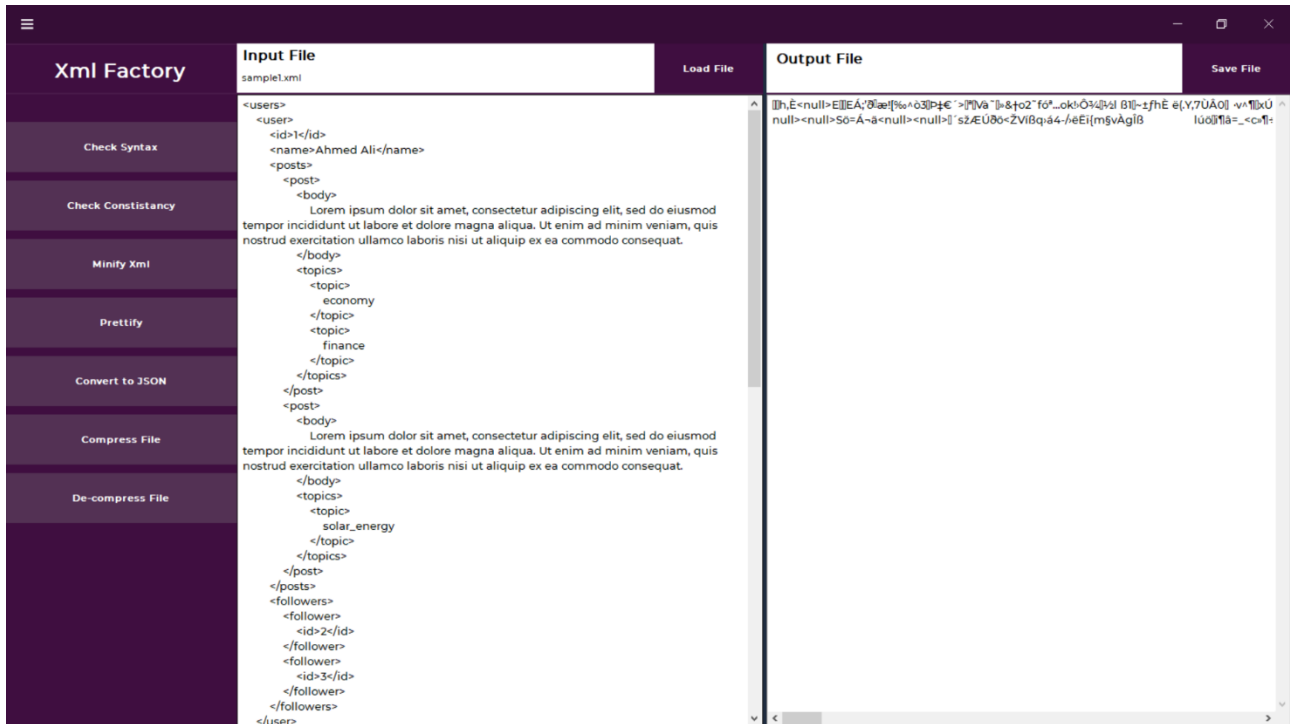 Xml Factory
Input File
sample1.xml
Load File
Output File
Save File
Check Syntax
Check Constistancy
Minify Xml
Prettify
Convert to JSON
Compress File
De-compress File
<users>
<user>
<id>1</id>
<name>Ahmed Ali</name>
<posts>
<post>
<body>
Lorem ipsum dolor sit amet, consectetur adipiscing elit, sed do eiusmod
tempor incididunt ut labore et dolore magna aliqua. Ut enim ad minim veniam, quis
nostrud exercitation ullamco laboris nisi ut aliquip ex ea commodo consequat.
</body>
<topics>
<topic>
economy
</topic>
<topic>
finance
</topic>
</topics>
</post>
<post>
<body>
Lorem ipsum dolor sit amet, consectetur adipiscing elit, sed do eiusmod
tempor incididunt ut labore et dolore magna aliqua. Ut enim ad minim veniam, quis
nostrud exercitation ullamco laboris nisi ut aliquip ex ea commodo consequat.
</body>
<topics>
<topic>
solar_energy
</topic>
</topics>
</post>
</posts>
<followers>
<follower>
<id>2</id>
</follower>
<follower>
<id>3</id>
</follower>
</followers>
</user>